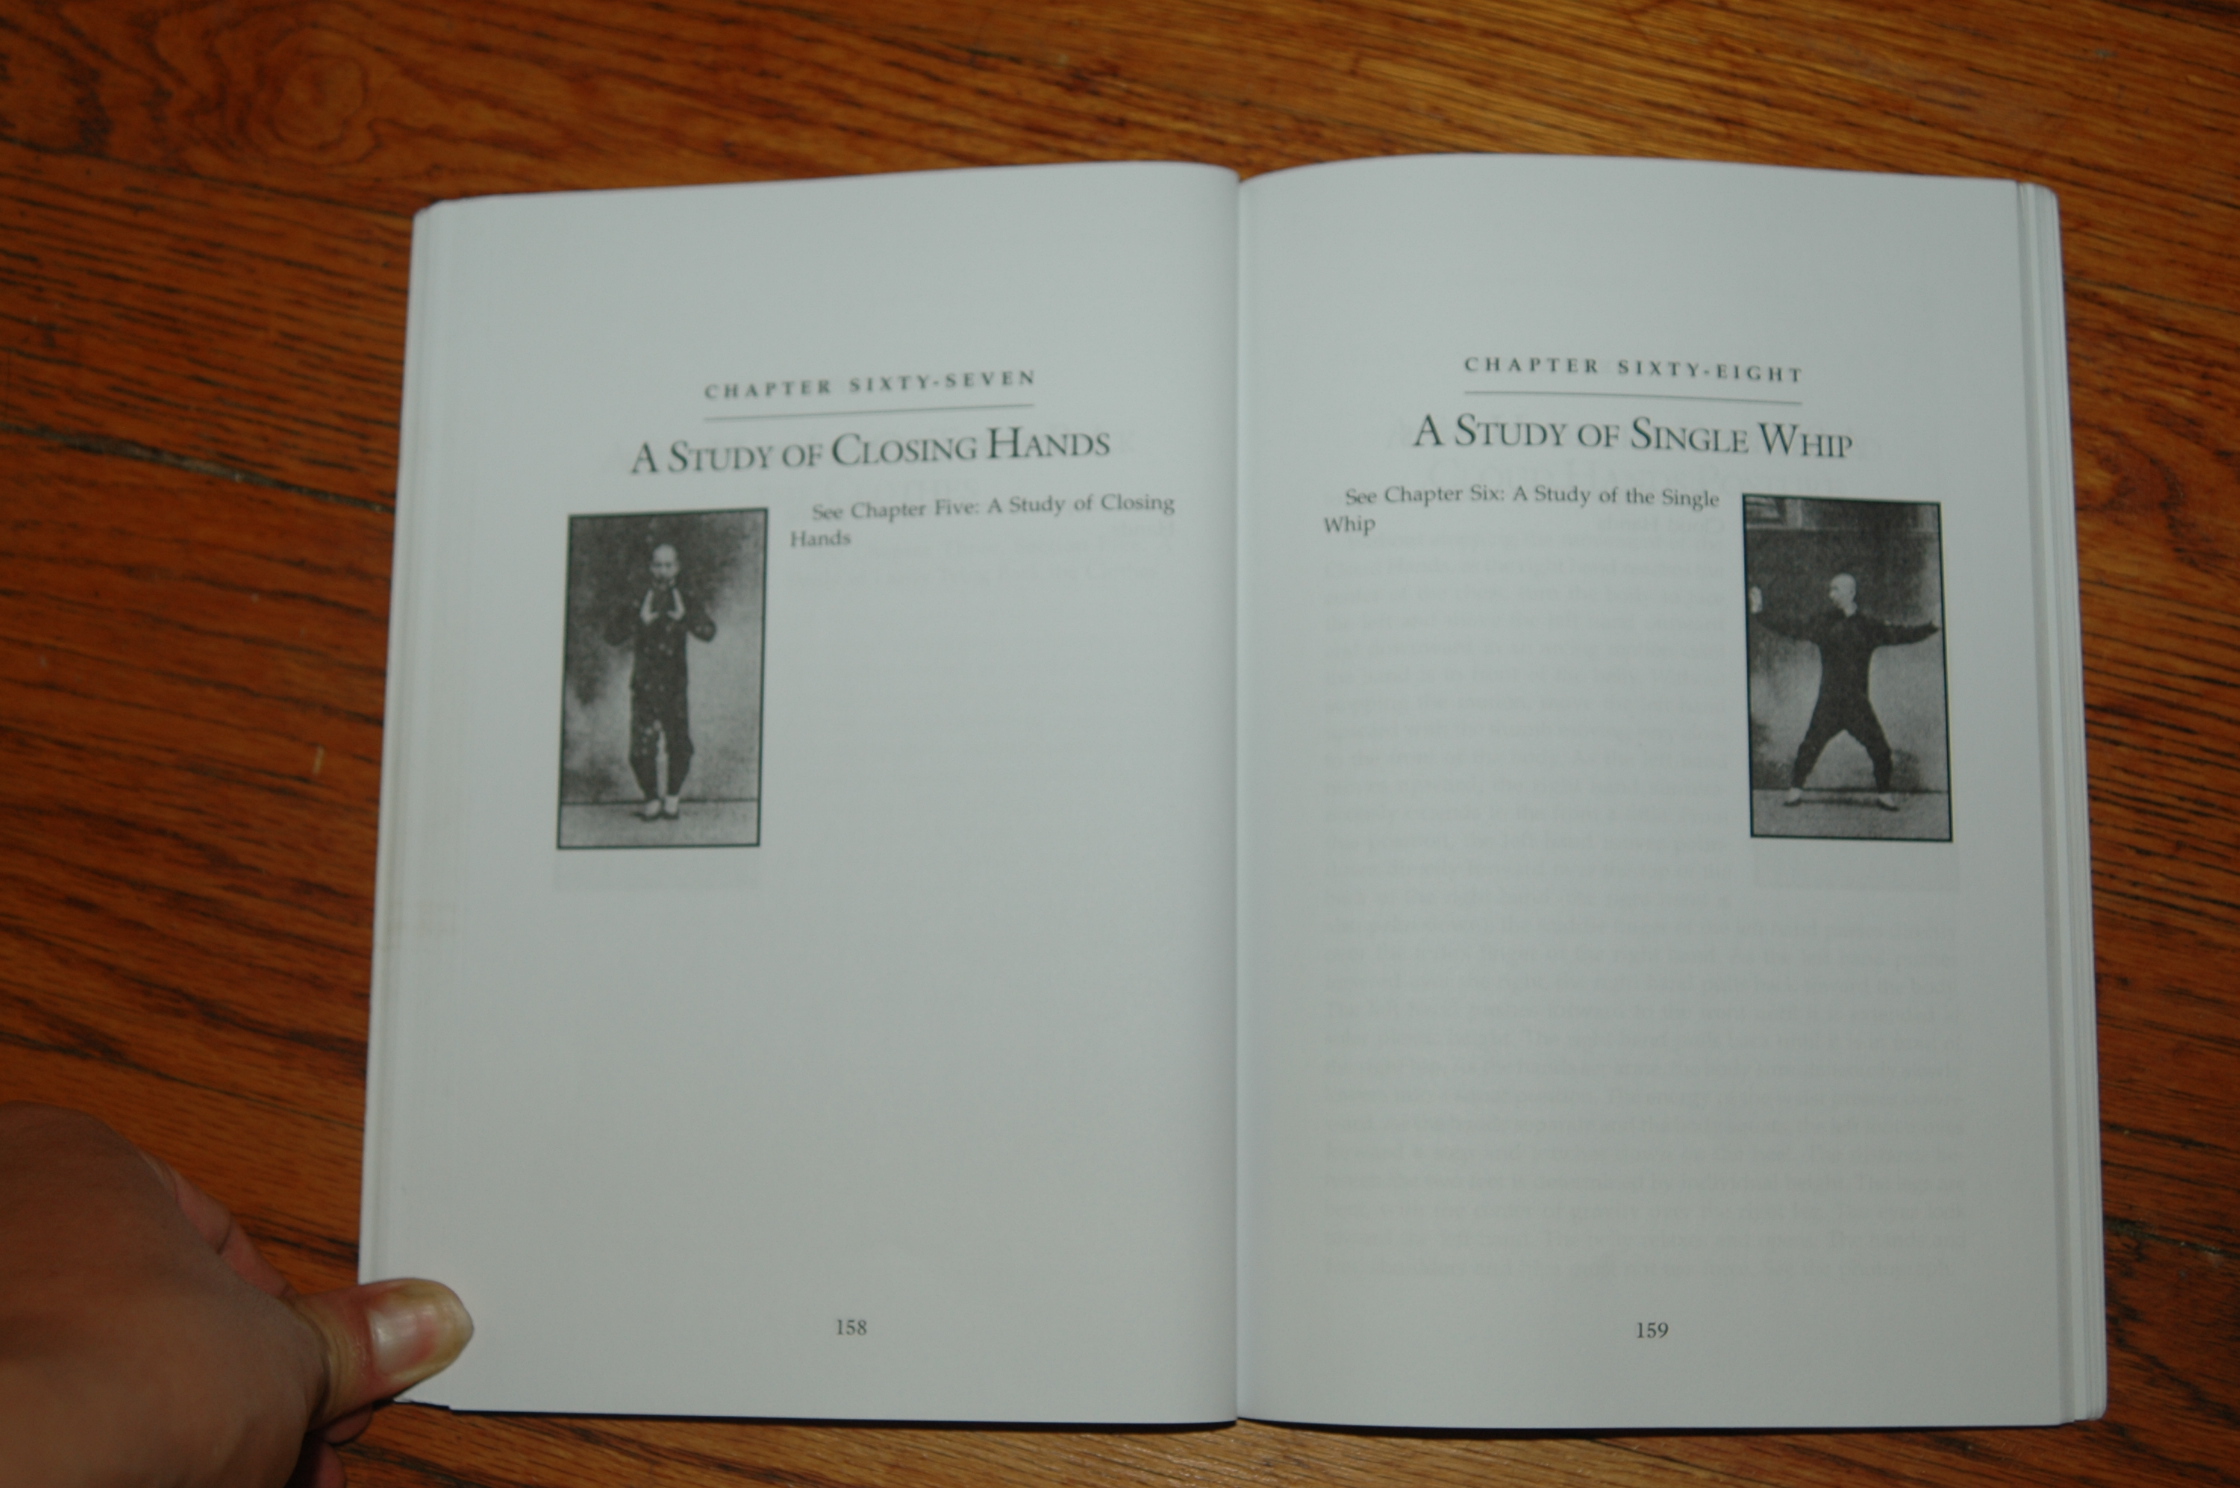 CHAPTER SIXTY-SEVEN
A STUDY OF CLOSING HANDS
See Chapter Five: A Study of Closing
Hands
158
CHAPTER SIXTY-EIGHT
A STUDY OF SINGLE WHIP
See Chapter Six: A Study of the Single
Whip
159